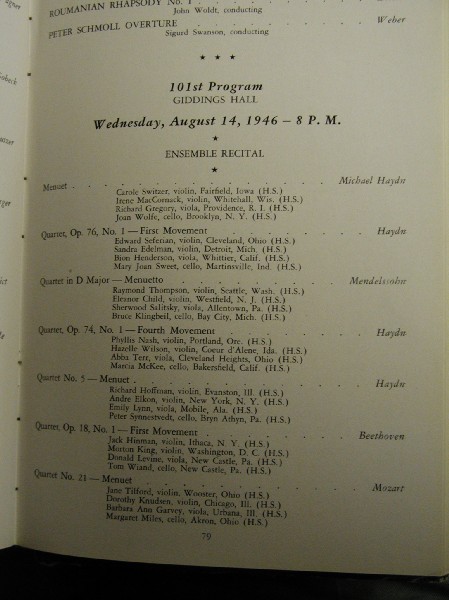 ROUMANIAN RHAPSODY No. 1 . . .
John Woldt, conducting
PETER SCHMOLL OVERTURE . . . Weber
Sigurd Swanson, conducting
★ ★ ★
101st Program
GIDDINGS HALL
Wednesday, August 14, 1946 – 8 P. M.
★
ENSEMBLE RECITAL
★
Menuet . . . Michael Haydn
Carole Switzer, violin, Fairfield, Iowa (H.S.)
Irene MacCornack, violin, Whitehall, Wis. (H.S.)
Richard Gregory, viola, Providence, R. I. (H.S.)
Joan Wolfe, cello, Brooklyn, N. Y. (H.S.)
Quartet, Op. 76, No. 1 — First Movement . . . Haydn
Edward Seferian, violin, Cleveland, Ohio (H.S.)
Sandra Edelman, violin, Detroit, Mich. (H.S.)
Bion Henderson, viola, Whittier, Calif. (H.S.)
Mary Joan Sweet, cello, Martinsville, Ind. (H.S.)
Quartet in D Major — Menuetto . . . Mendelssohn
Raymond Thompson, violin, Seattle, Wash. (H.S.)
Eleanor Child, violin, Westfield, N. J. (H.S.)
Sherwood Salitsky, viola, Allentown, Pa. (H.S.)
Bruce Klingbeil, cello, Bay City, Mich. (H.S.)
Quartet, Op. 74, No. 1 — Fourth Movement . . . Haydn
Phyllis Nash, violin, Portland, Ore. (H.S.)
Hazelle Wilson, violin, Coeur d'Alene, Ida. (H.S.)
Abba Terr, viola, Cleveland Heights, Ohio (H.S.)
Marcia McKee, cello, Bakersfield, Calif. (H.S.)
Quartet No. 5 — Menuet . . . Haydn
Richard Hoffman, violin, Evanston, Ill. (H.S.)
Andre Elkon, violin, New York, N. Y. (H.S.)
Emily Lynn, viola, Mobile, Ala. (H.S.)
Peter Synnestvedt, cello, Bryn Athyn, Pa. (H.S.)
Quartet, Op. 18, No. 1 — First Movement . . . Beethoven
Jack Hinman, violin, Ithaca, N. Y. (H.S.)
Morton King, violin, Washington, D. C. (H.S.)
Donald Levine, viola, New Castle, Pa. (H.S.)
Tom Wiand, cello, New Castle, Pa. (H.S.)
Quartet No. 21 — Menuet . . . Mozart
Jane Tilford, violin, Wooster, Ohio (H.S.)
Dorothy Knudsen, violin, Chicago, Ill. (H.S.)
Barbara Ann Garvey, viola, Urbana, Ill. (H.S.)
Margaret Miles, cello, Akron, Ohio (H.S.)
79